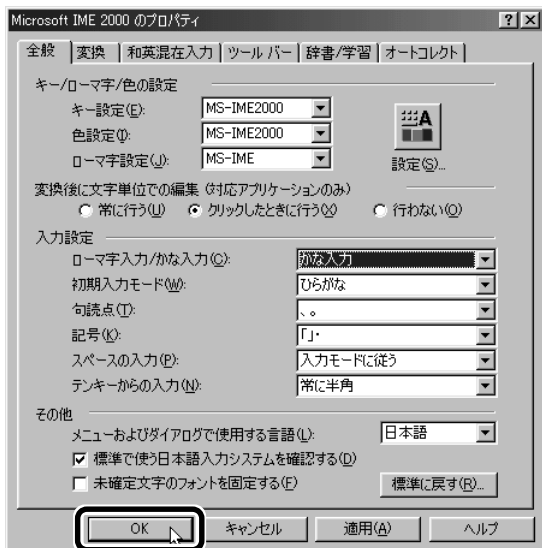 Microsoft IME 2000 のプロパティ
全般 変換 和英混在入力 ツール バー 辞書/学習 オートコレクト
キー/ローマ字/色の設定
キー設定(E): MS-IME2000
色設定(I): MS-IME2000
ローマ字設定(J): MS-IME
設定(S)...
変換後に文字単位での編集 (対応アプリケーションのみ)
常に行う(U) クリックしたときに行う(X) 行わない(O)
入力設定
ローマ字入力/かな入力(C): かな入力
初期入力モード(W): ひらがな
句読点(T): 、。
記号(K): 「」・
スペースの入力(P): 入力モードに従う
テンキーからの入力(N): 常に半角
その他
メニューおよびダイアログで使用する言語(L): 日本語
標準で使う日本語入力システムを確認する(D)
未確定文字のフォントを固定する(F) 標準に戻す(R)...
OK キャンセル 適用(A) ヘルプ